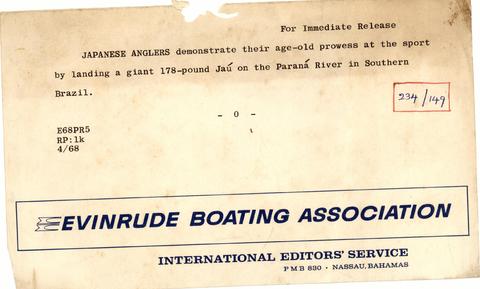 For Immediate Release
JAPANESE ANGLERS demonstrate their age-old prowess at the sport
by landing a giant 178-pound Jaú on the Paraná River in Southern
Brazil.
234/149
- 0 -
E68PR5
RP:lk
4/68
EVINRUDE BOATING ASSOCIATION
INTERNATIONAL EDITORS' SERVICE
PMB 830 • NASSAU, BAHAMAS